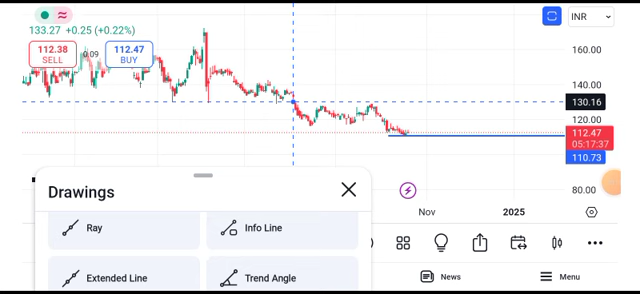 INR
133.27 +0.25 (+0.22%)
112.38
SELL
0.09
112.47
BUY
160.00
140.00
130.16
120.00
112.47
05:17:37
110.73
80.00
Nov
2025
Drawings
Ray
Info Line
Extended Line
Trend Angle
News
Menu